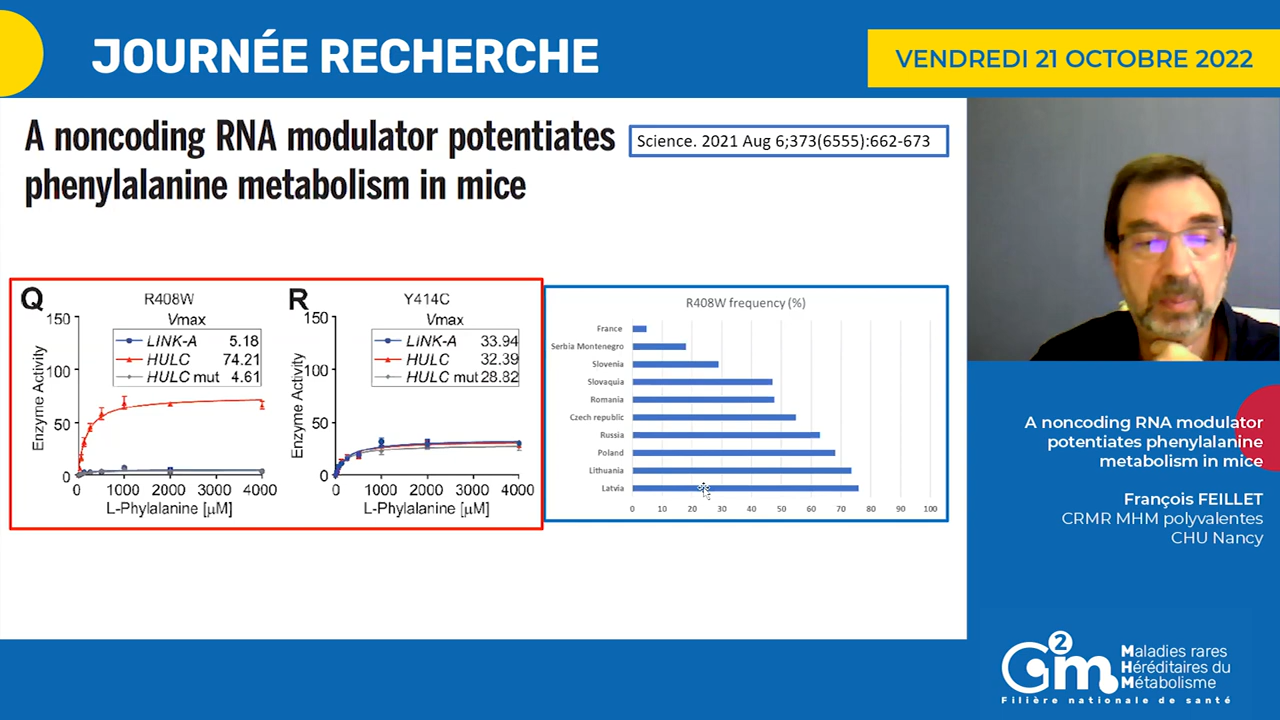 JOURNÉE RECHERCHE
VENDREDI 21 OCTOBRE 2022
A noncoding RNA modulator potentiates
phenylalanine metabolism in mice
Science. 2021 Aug 6;373(6555):662-673
Q
R408W
Vmax
LINK-A 5.18
HULC 74.21
HULC mut 4.61
Enzyme Activity
150
100
50
0
0 1000 2000 3000 4000
L-Phylalanine [µM]
R
Y414C
Vmax
LINK-A 33.94
HULC 32.39
HULC mut 28.82
Enzyme Activity
150
100
50
0
0 1000 2000 3000 4000
L-Phylalanine [µM]
R408W frequency (%)
France
Serbia Montenegro
Slovenia
Slovaquia
Romania
Czech republic
Russia
Poland
Lithuania
Latvia
0 10 20 30 40 50 60 70 80 90 100
A noncoding RNA modulator
potentiates phenylalanine
metabolism in mice
François FEILLET
CRMR MHM polyvalentes
CHU Nancy
G2m
Maladies rares
Héréditaires du
Métabolisme
Filière nationale de santé